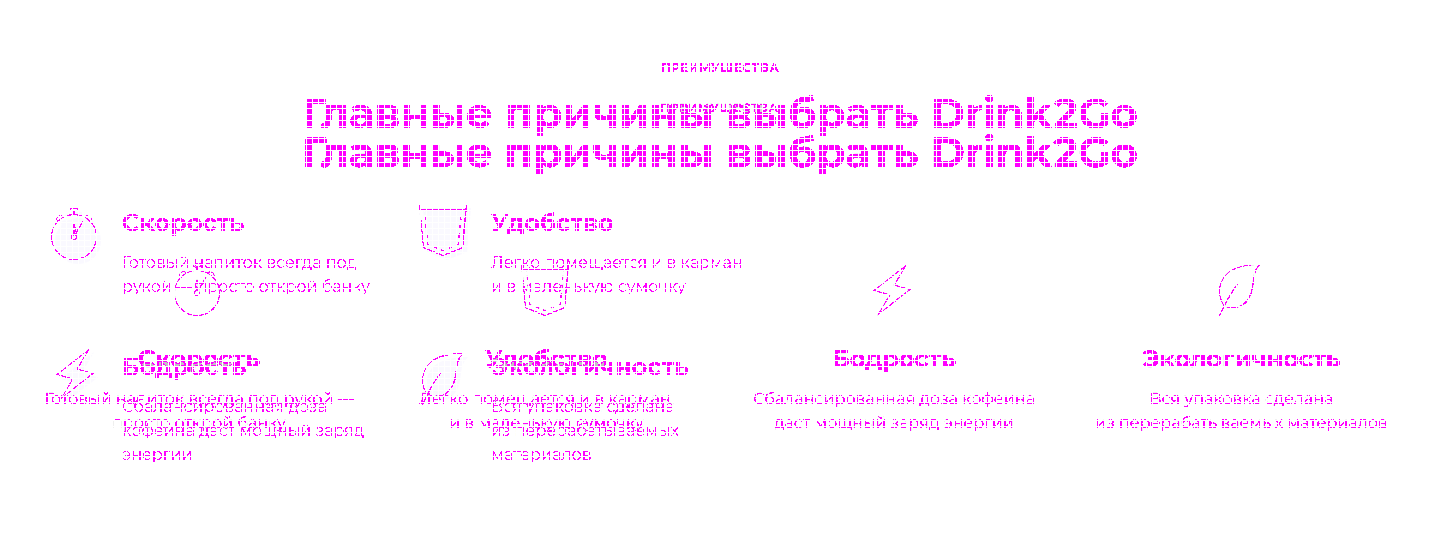 ПРЕИМУЩЕСТВА
ПРЕИМУЩЕСТВА
Главные причины выбрать Drink2Go
Главные причины выбрать Drink2Go
Скорость
Удобство
Готовый напиток всегда под
рукой — просто открой банку
Легко помещается и в карман
и в маленькую сумочку
Скорость
Удобство
Бодрость
Экологичность
Бодрость
Экологичность
Готовый напиток всегда под рукой —
просто открой банку
Легко помещается и в карман
и в маленькую сумочку
Сбалансированная доза кофеина
даст мощный заряд энергии
Вся упаковка сделана
из перерабатываемых материалов
Сбалансированная доза
кофеина даст мощный заряд
энергии
Вся упаковка сделана
из перерабатываемых
материалов